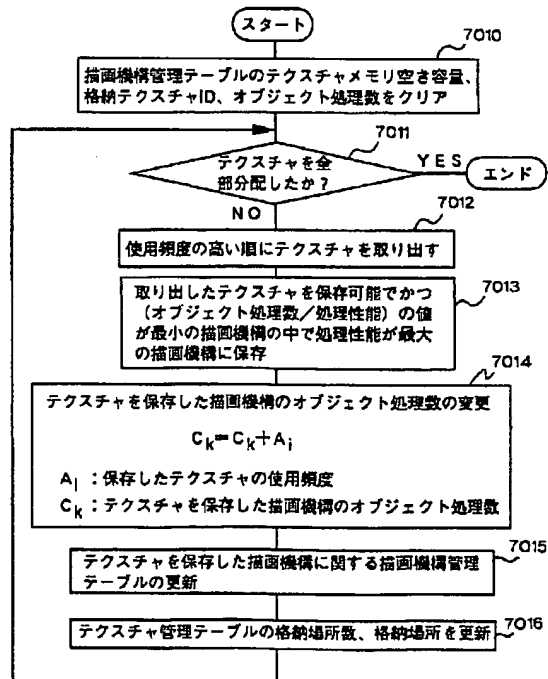 スタート
7010
描画機構管理テーブルのテクスチャメモリ空き容量、
格納テクスチャID、オブジェクト処理数をクリア
7011
テクスチャを全
部分配したか？
YES
エンド
NO
7012
使用頻度の高い順にテクスチャを取り出す
7013
取り出したテクスチャを保存可能でかつ
（オブジェクト処理数／処理性能）の値
が最小の描画機構の中で処理性能が最大
の描画機構に保存
7014
テクスチャを保存した描画機構のオブジェクト処理数の変更
Ck=Ck+Ai
Ai：保存したテクスチャの使用頻度
Ck：テクスチャを保存した描画機構のオブジェクト処理数
7015
テクスチャを保存した描画機構に関する描画機構管理
テーブルの更新
7016
テクスチャ管理テーブルの格納場所数、格納場所を更新